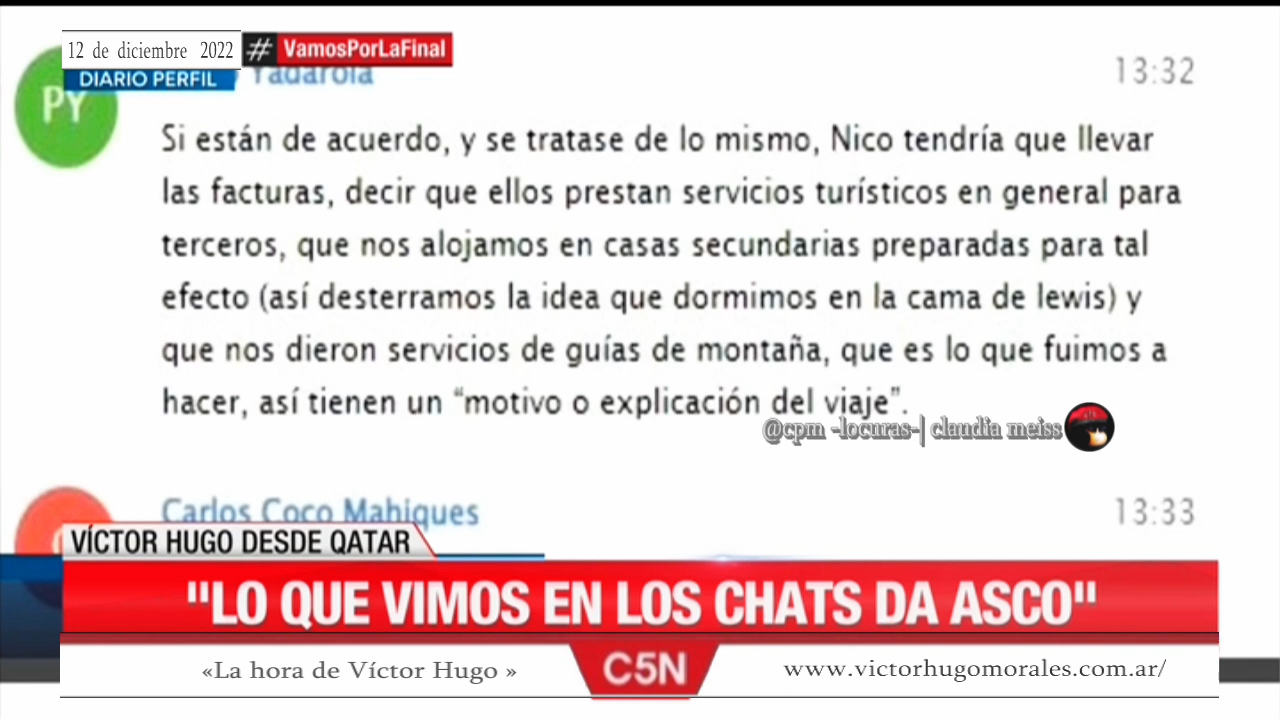 12 de diciembre 2022 # VamosPorLaFinal
DIARIO PERFIL Yadarola 13:32
PY
Si están de acuerdo, y se tratase de lo mismo, Nico tendría que llevar
las facturas, decir que ellos prestan servicios turísticos en general para
terceros, que nos alojamos en casas secundarias preparadas para tal
efecto (así desterramos la idea que dormimos en la cama de lewis) y
que nos dieron servicios de guías de montaña, que es lo que fuimos a
hacer, así tienen un “motivo o explicación del viaje”.
@cpm -locuras-| claudia meiss
Carlos Coco Mahiques 13:33
VÍCTOR HUGO DESDE QATAR
"LO QUE VIMOS EN LOS CHATS DA ASCO"
«La hora de Víctor Hugo » C5N www.victorhugomorales.com.ar/